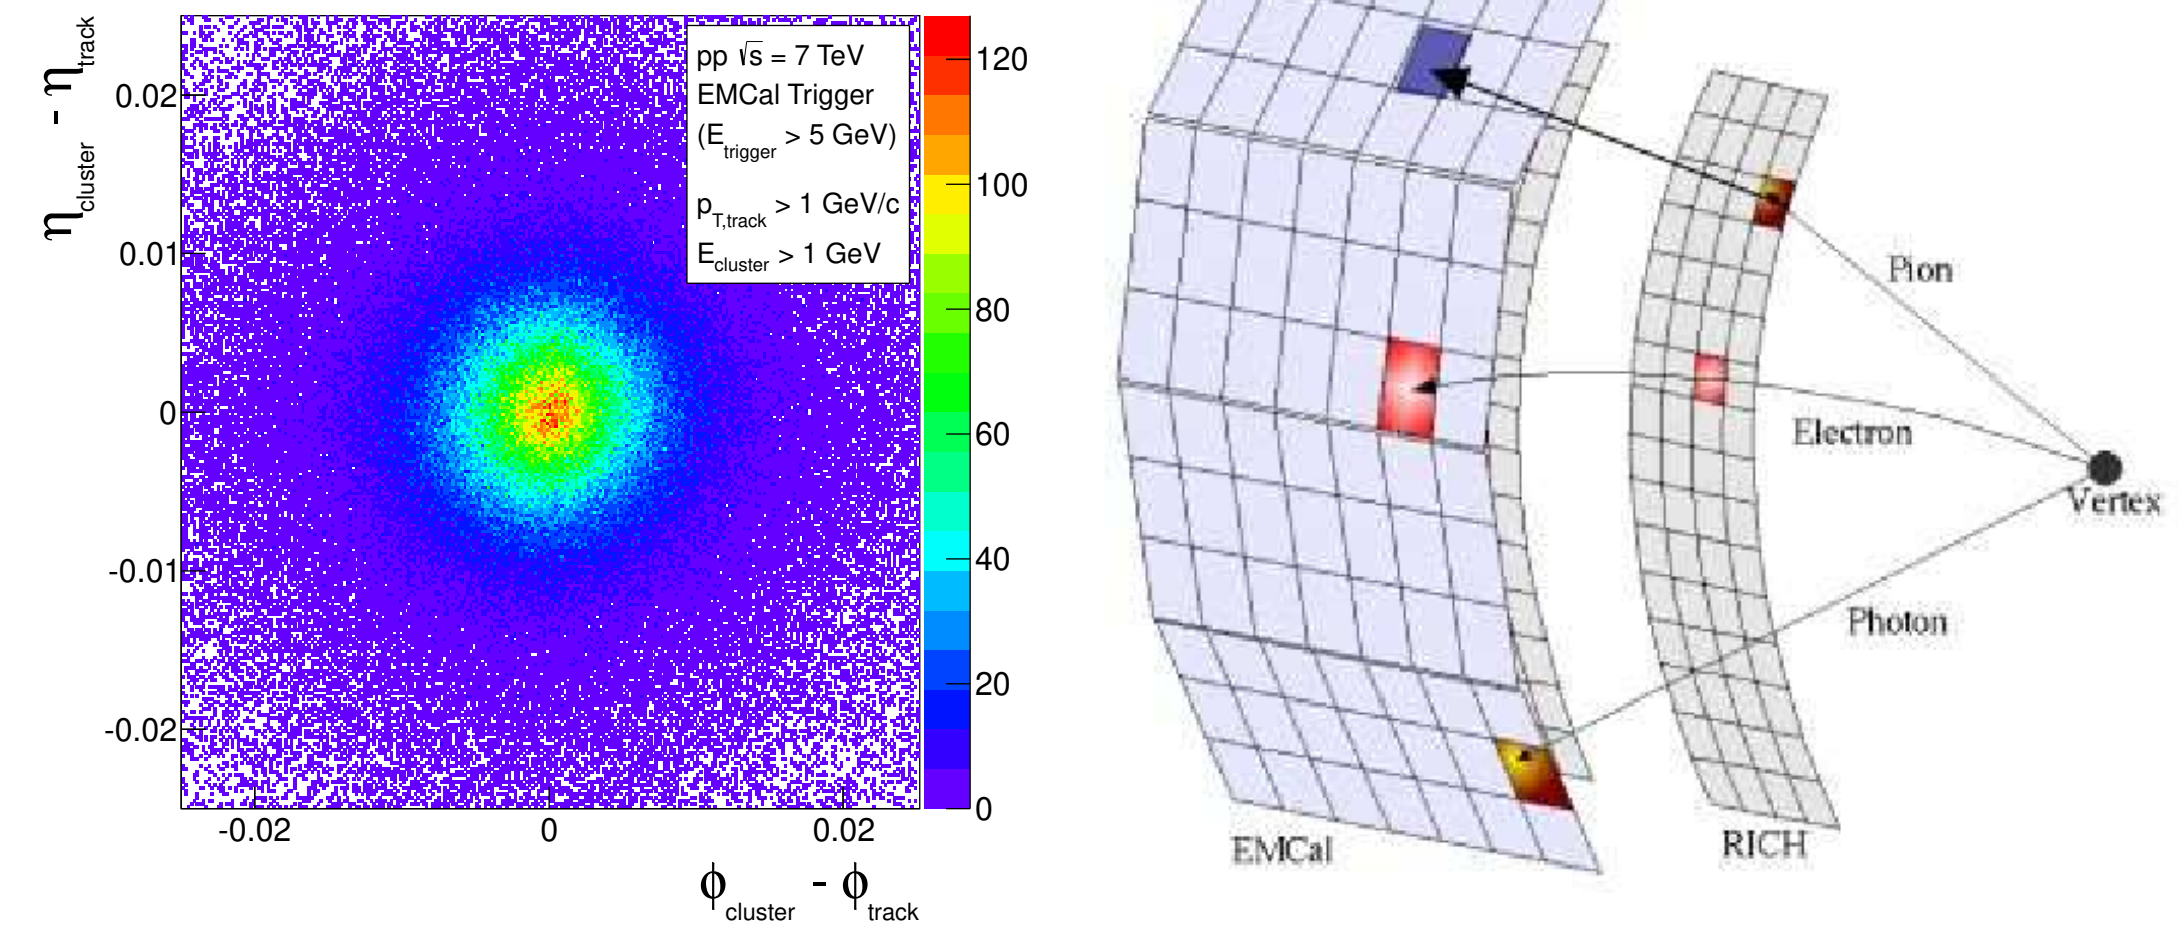 η_cluster - η_track
0.02
0.01
0
-0.01
-0.02
-0.02
0
0.02
ϕ_cluster - ϕ_track
pp √s = 7 TeV
EMCal Trigger
(E_trigger > 5 GeV)
p_T,track > 1 GeV/c
E_cluster > 1 GeV
120
100
80
60
40
20
0
Pion
Electron
Vertex
Photon
EMCal
RICH